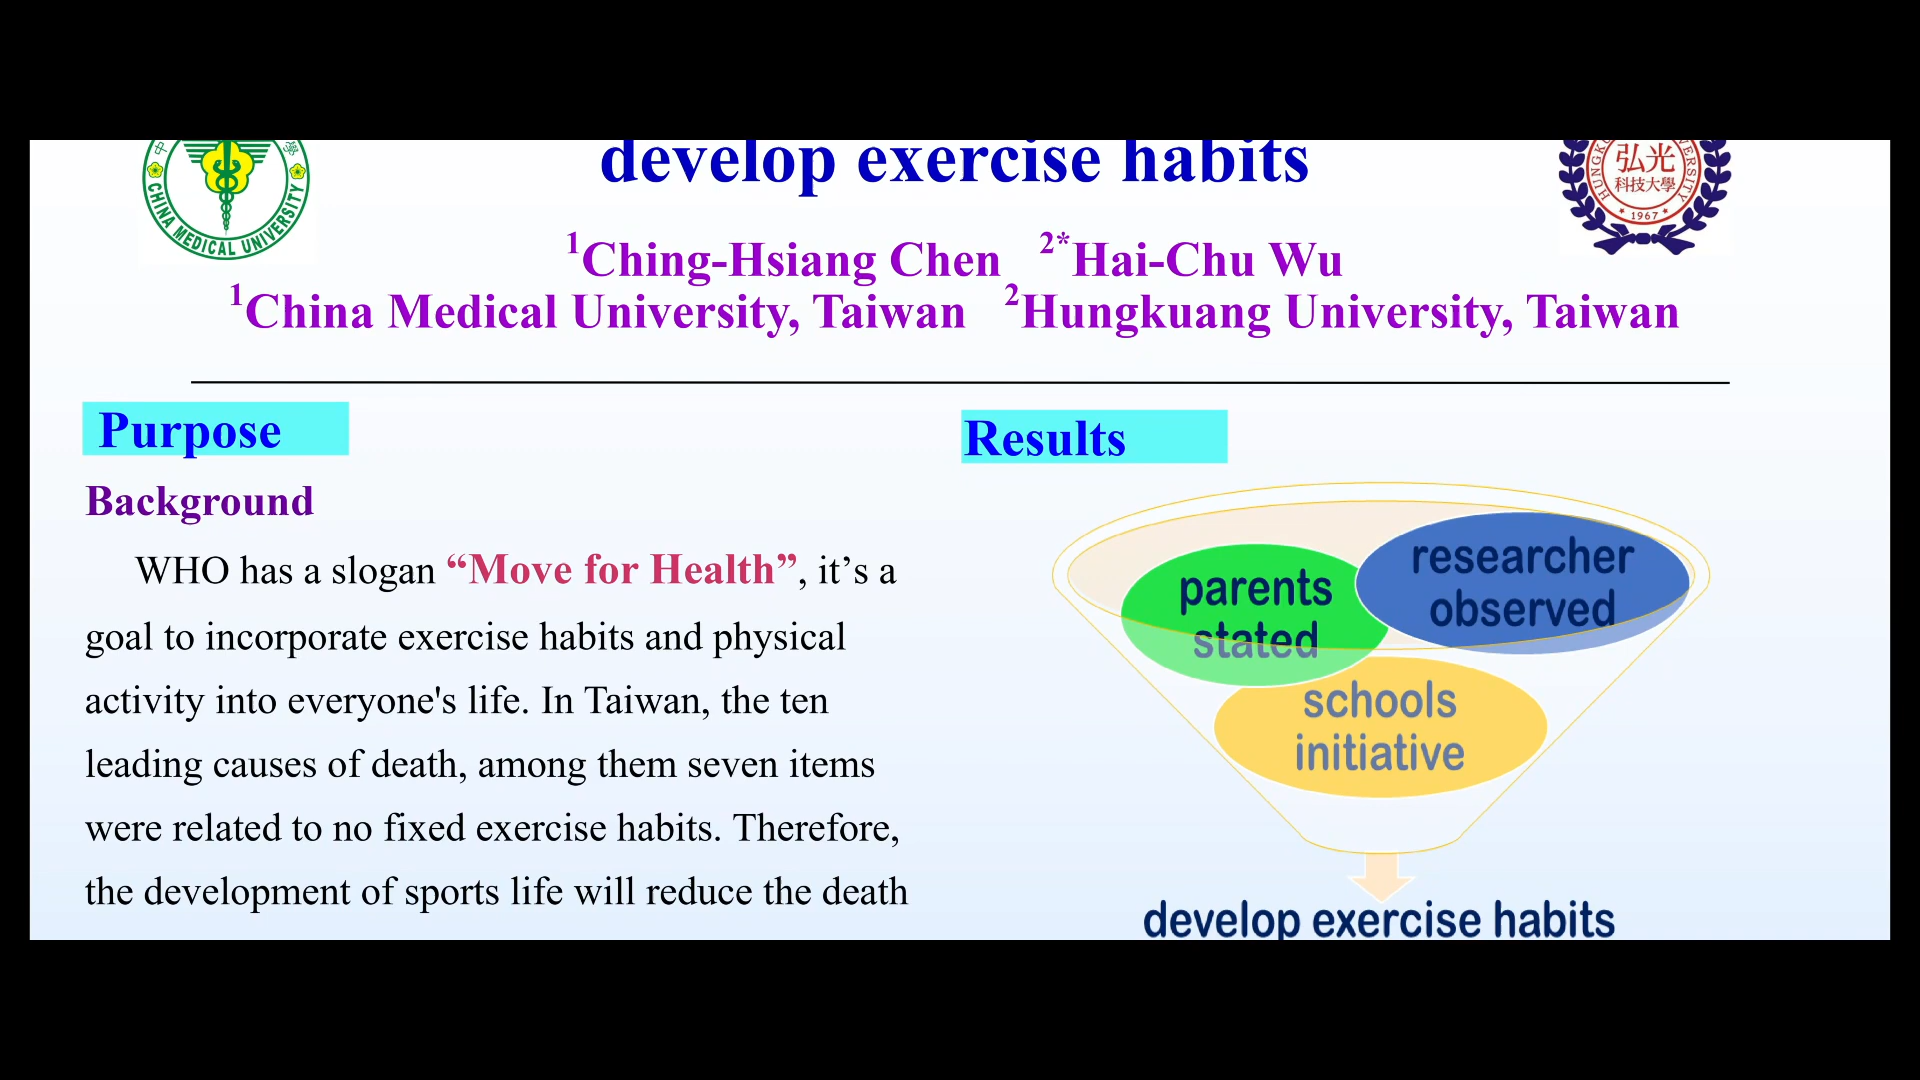 develop exercise habits
中 學
CHINA MEDICAL UNIVERSITY
弘光
科技大學
1967
¹Ching-Hsiang Chen ²*Hai-Chu Wu
¹China Medical University, Taiwan ²Hungkuang University, Taiwan
Purpose
Background
WHO has a slogan “Move for Health”, it’s a
goal to incorporate exercise habits and physical
activity into everyone's life. In Taiwan, the ten
leading causes of death, among them seven items
were related to no fixed exercise habits. Therefore,
the development of sports life will reduce the death
Results
parents
stated
researcher
observed
schools
initiative
develop exercise habits